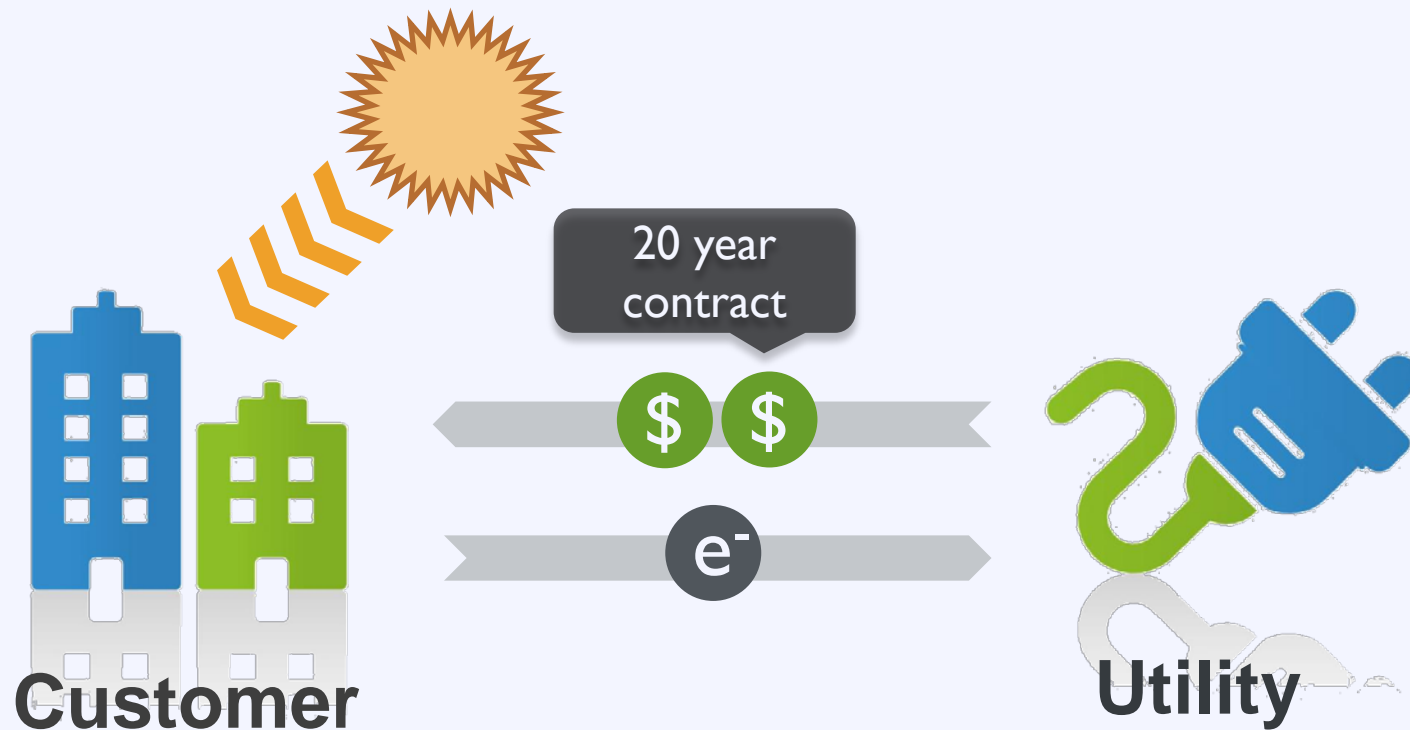 20 year
contract
$ $
e⁻
Customer
Utility